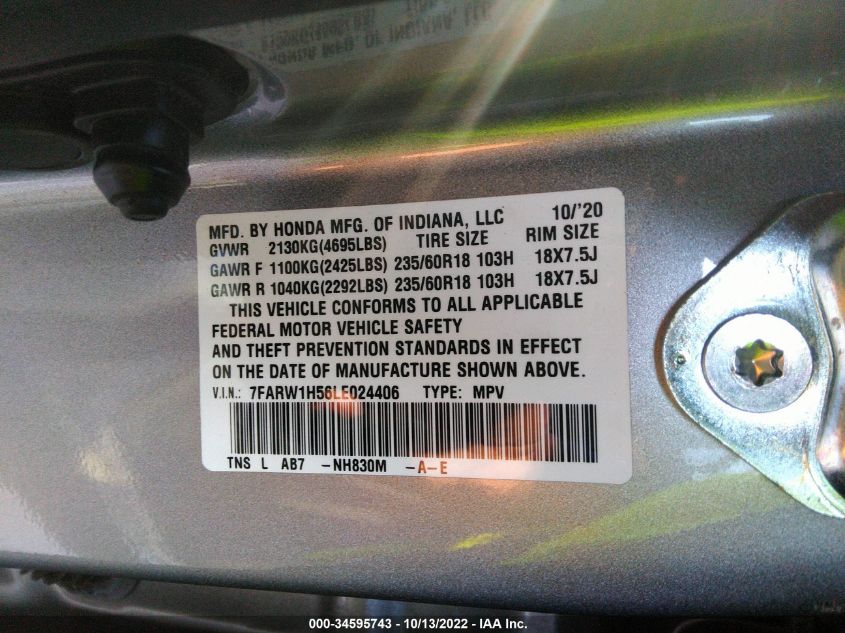 MFD. BY HONDA MFG. OF INDIANA, LLC 10/'20
GVWR 2130KG(4695LBS) TIRE SIZE RIM SIZE
GAWR F 1100KG(2425LBS) 235/60R18 103H 18X7.5J
GAWR R 1040KG(2292LBS) 235/60R18 103H 18X7.5J
THIS VEHICLE CONFORMS TO ALL APPLICABLE
FEDERAL MOTOR VEHICLE SAFETY
AND THEFT PREVENTION STANDARDS IN EFFECT
ON THE DATE OF MANUFACTURE SHOWN ABOVE.
V.I.N.: 7FARW1H56LE024406 TYPE: MPV
TNS L AB7 -NH830M -A-E
000-34595743 - 10/13/2022 - IAA Inc.